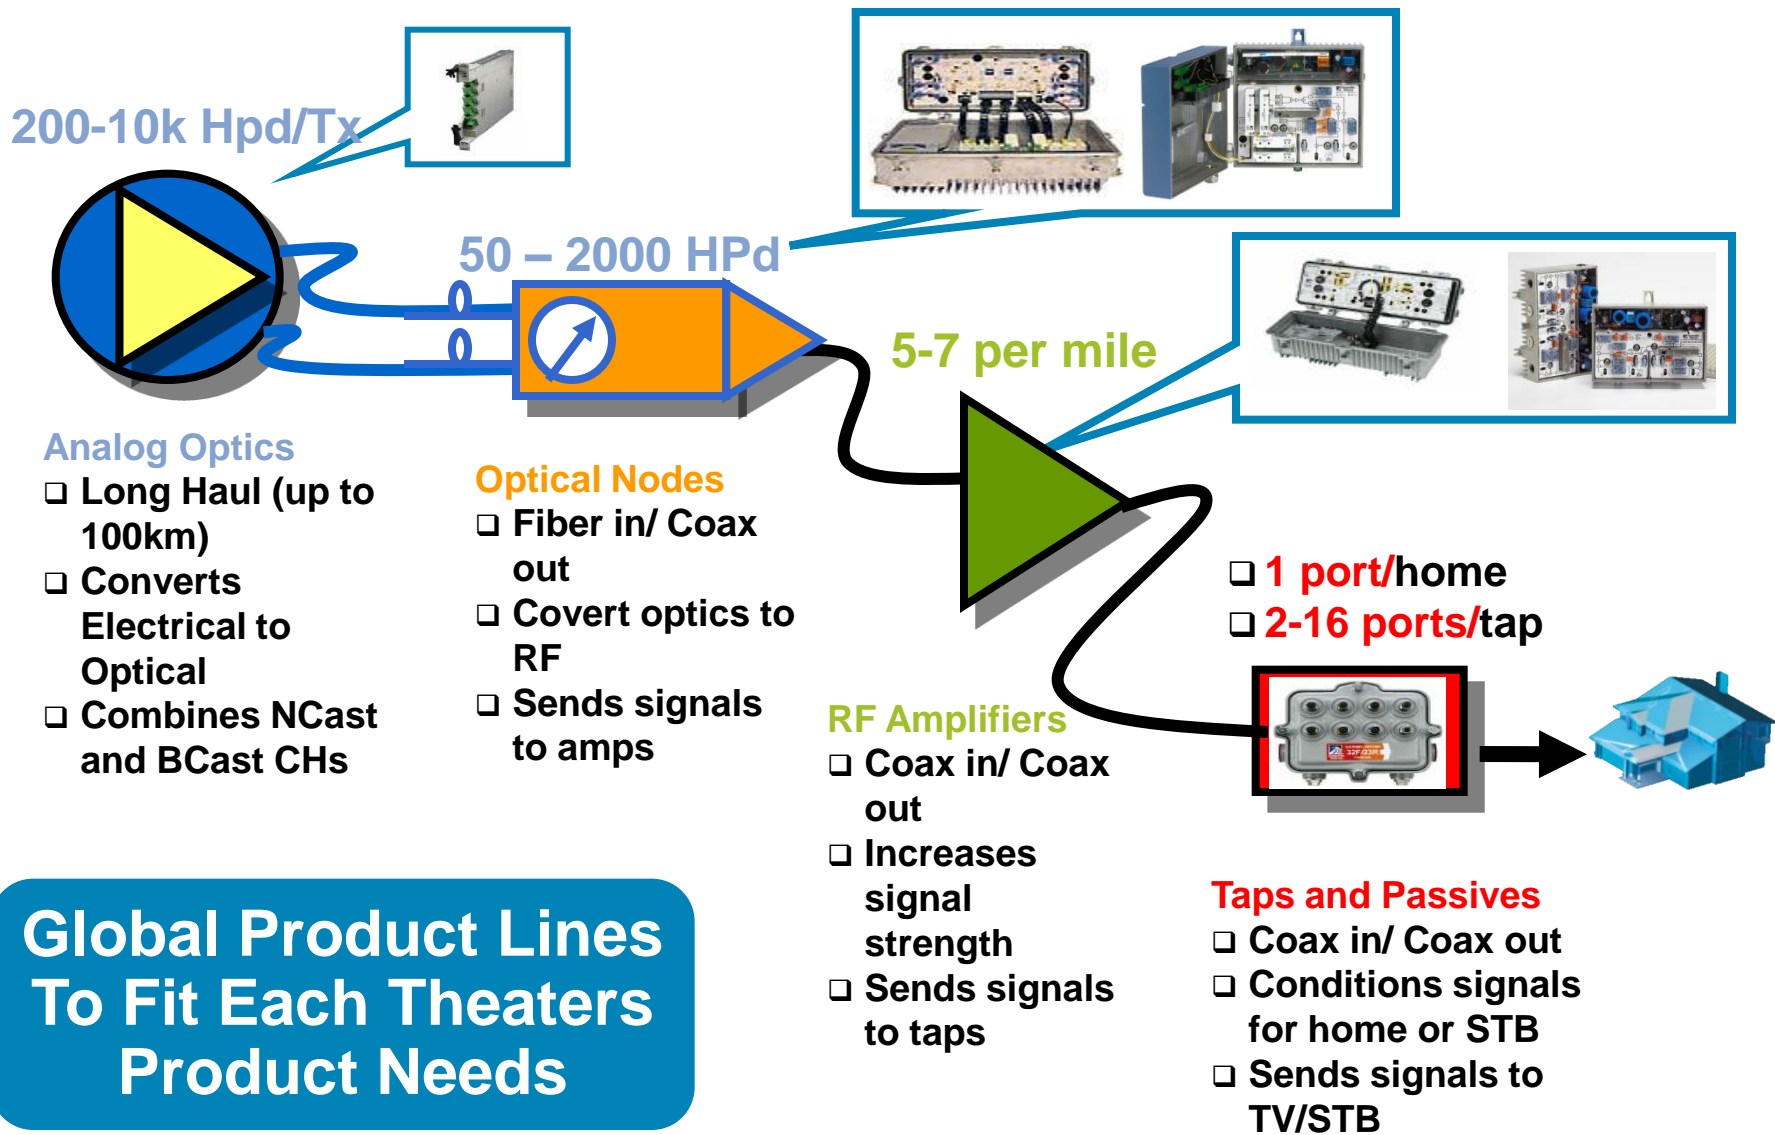 200-10k Hpd/Tx
50 – 2000 HPd
5-7 per mile
Analog Optics
❑ Long Haul (up to
100km)
❑ Converts
Electrical to
Optical
❑ Combines NCast
and BCast CHs
Optical Nodes
❑ Fiber in/ Coax
out
❑ Covert optics to
RF
❑ Sends signals
to amps
RF Amplifiers
❑ Coax in/ Coax
out
❑ Increases
signal
strength
❑ Sends signals
to taps
❑ 1 port/home
❑ 2-16 ports/tap
Taps and Passives
❑ Coax in/ Coax out
❑ Conditions signals
for home or STB
❑ Sends signals to
TV/STB
Global Product Lines
To Fit Each Theaters
Product Needs